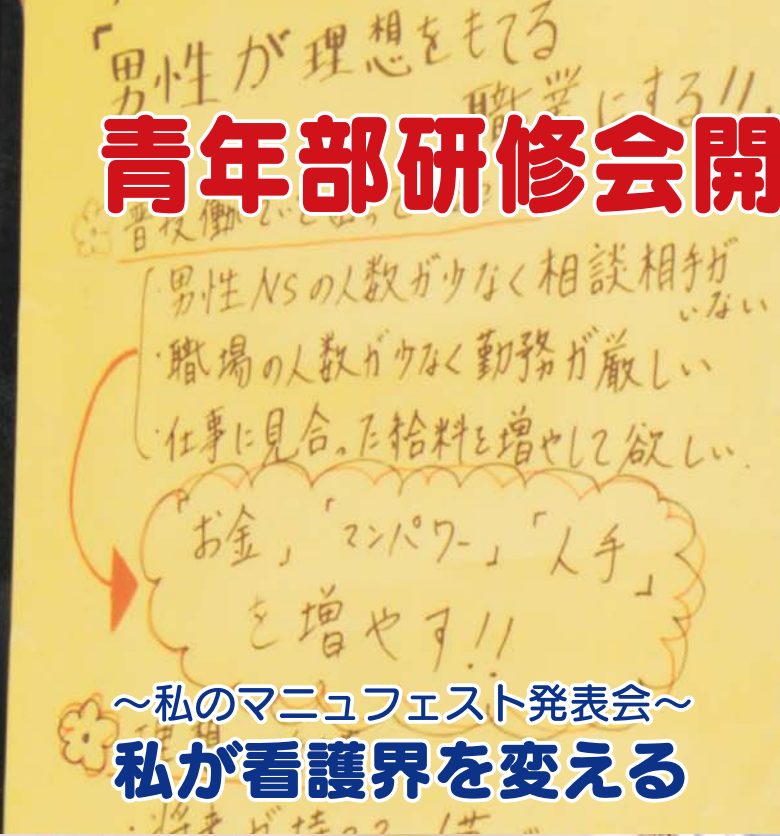 「男性が理想をもてる
職業にする!!
青年部研修会開
普段働
・男性NSの人数が少なく相談相手が
いない
・職場の人数が少なく勤務が厳しい
・仕事に見合った給料を増やして欲しい
「お金」「マンパワー」「人手」
を増やす!!
〜私のマニュフェスト発表会〜
私が看護界を変える